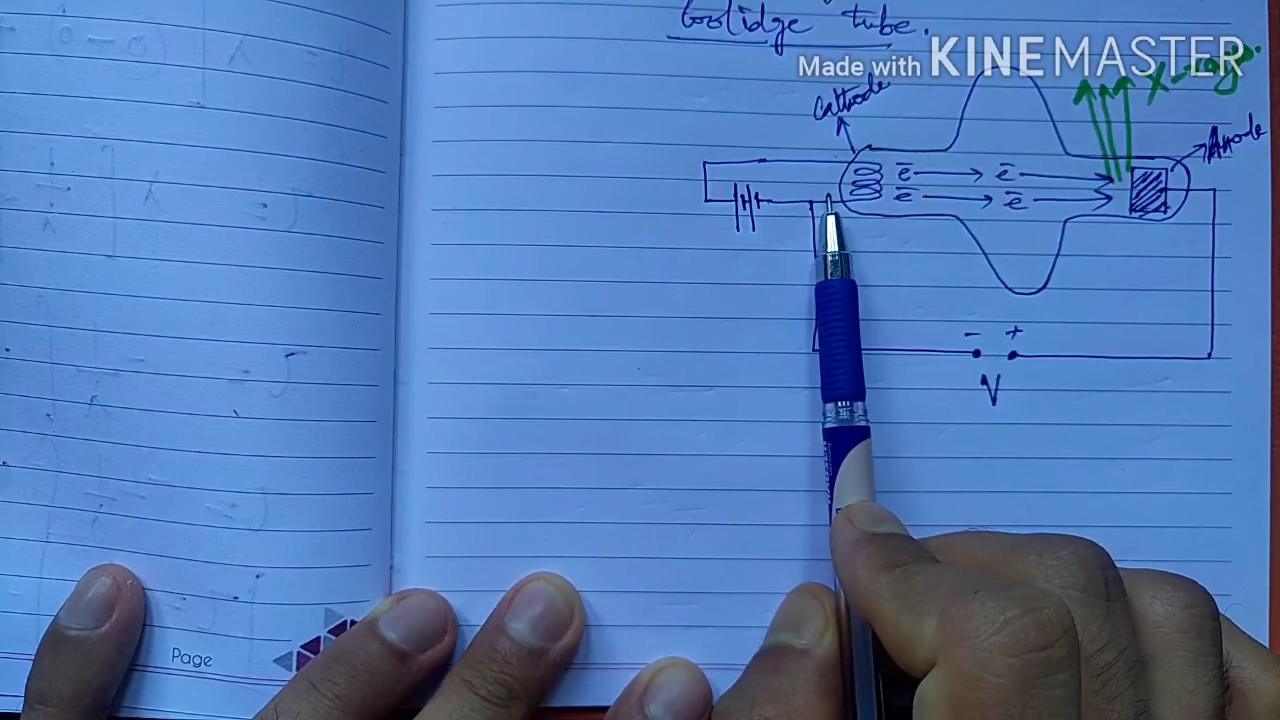 Coolidge tube.
Made with KINEMASTER
Cathode
X-rays.
Anode
ē ē
ē ē
- +
V
Page